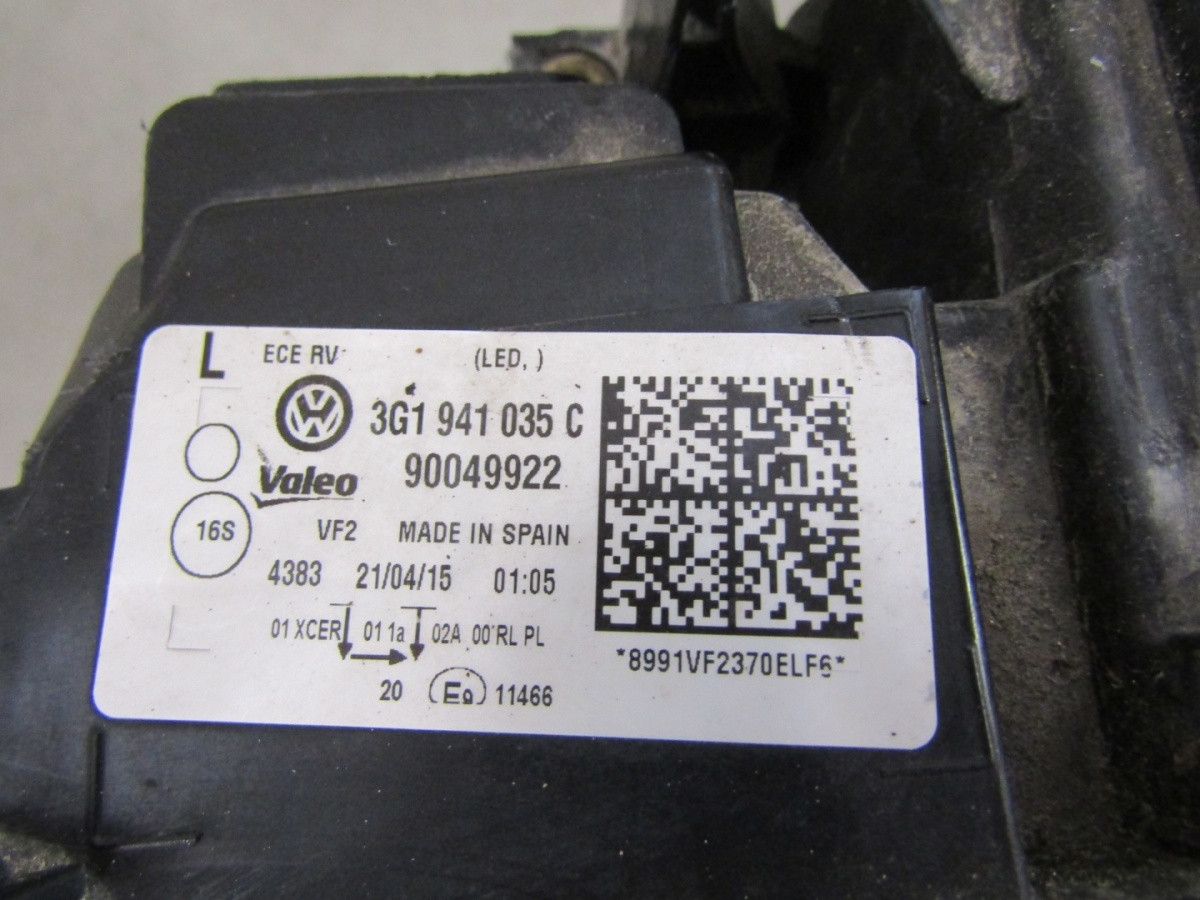 L ECE RV (LED, )
3G1 941 035 C
Valeo 90049922
16S VF2 MADE IN SPAIN
4383 21/04/15 01:05
01 XCER 01 1a 02A 00 RL PL
20 E9 11466
*8991VF2370ELF6*